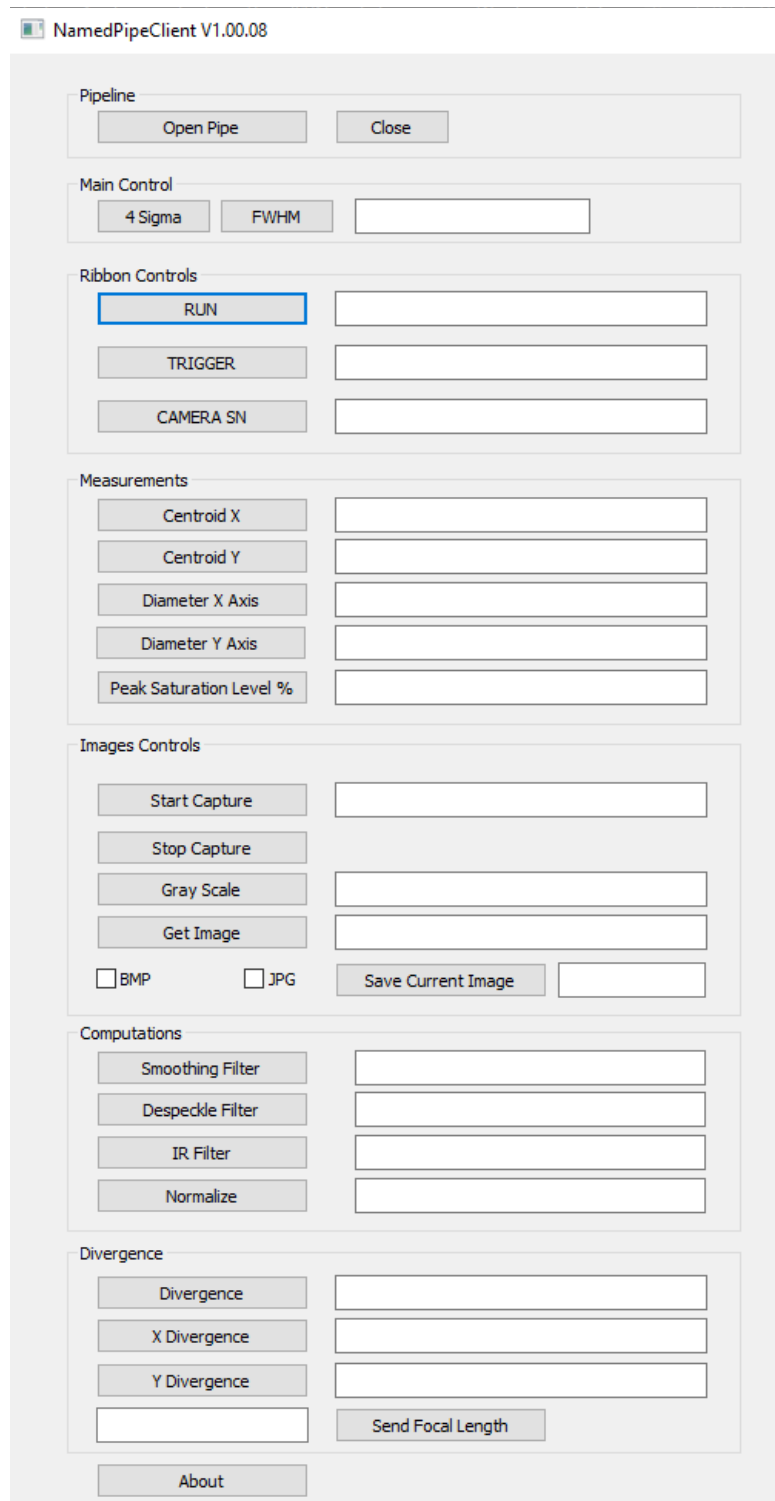 NamedPipeClient V1.00.08
Pipeline
Open Pipe Close
Main Control
4 Sigma FWHM
Ribbon Controls
RUN
TRIGGER
CAMERA SN
Measurements
Centroid X
Centroid Y
Diameter X Axis
Diameter Y Axis
Peak Saturation Level %
Images Controls
Start Capture
Stop Capture
Gray Scale
Get Image
BMP JPG Save Current Image
Computations
Smoothing Filter
Despeckle Filter
IR Filter
Normalize
Divergence
Divergence
X Divergence
Y Divergence
Send Focal Length
About